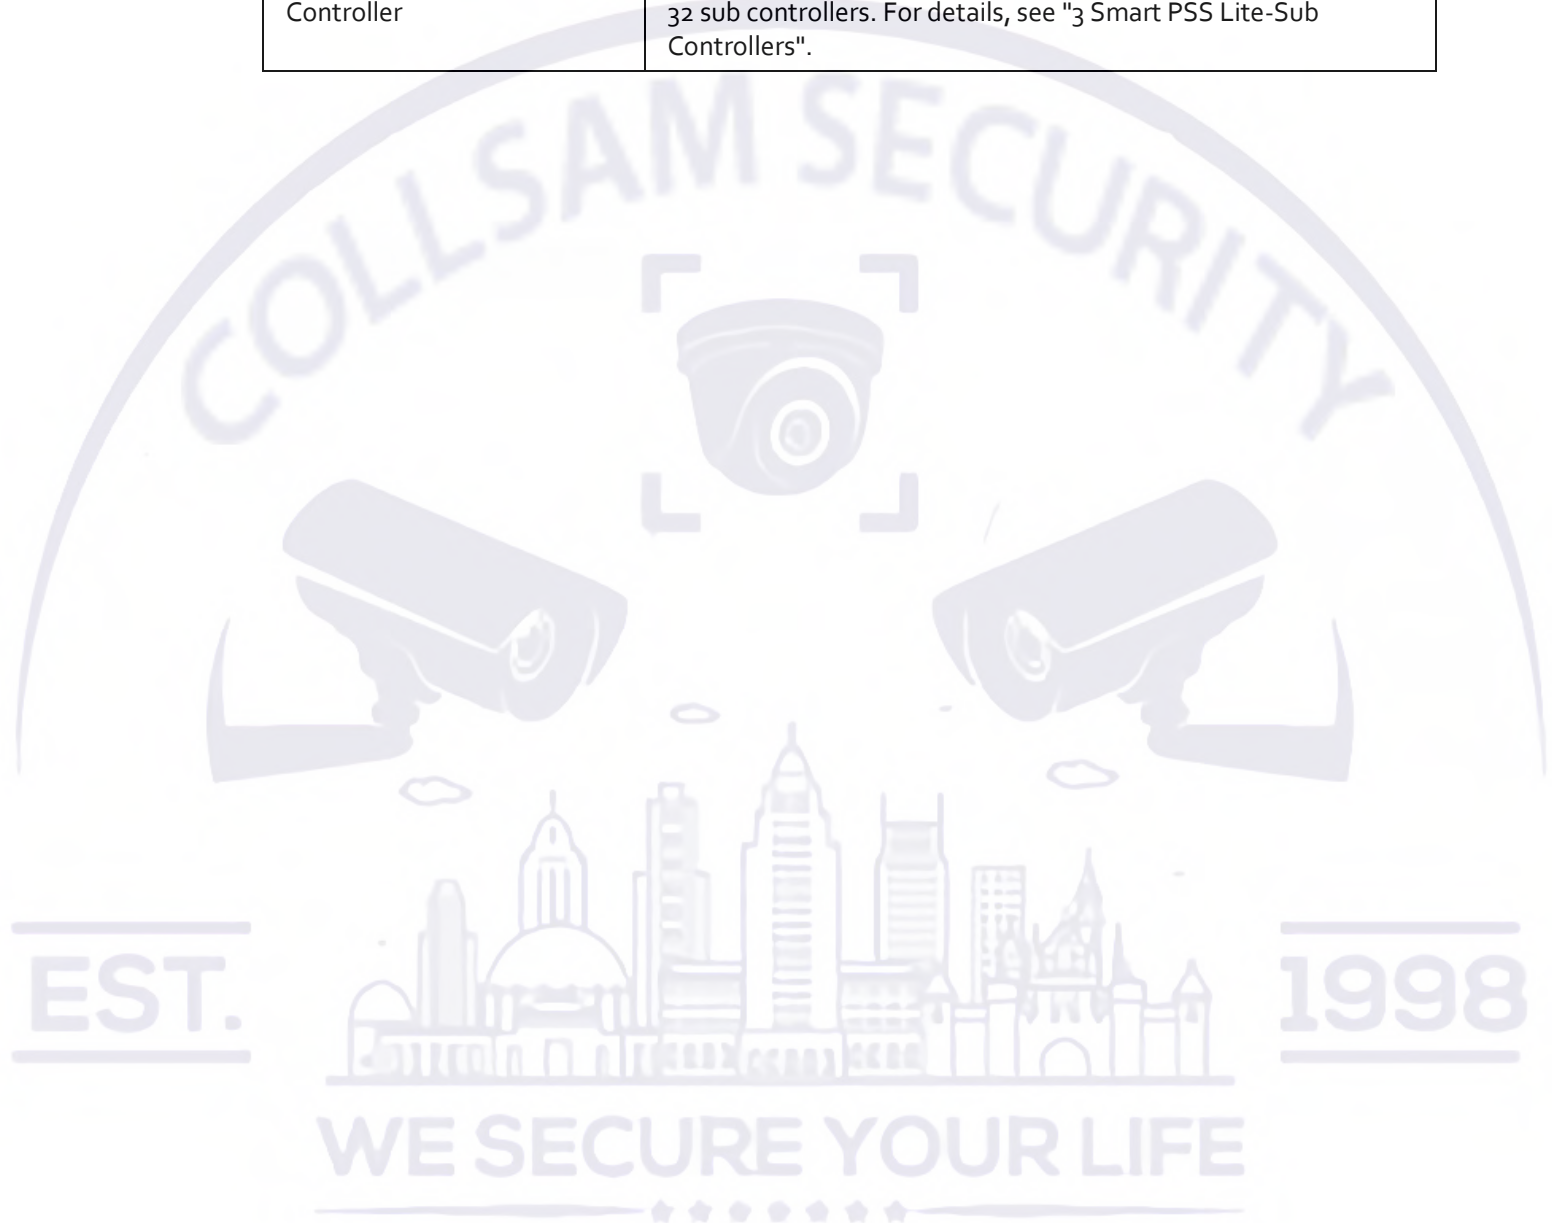 Controller
32 sub controllers. For details, see "3 Smart PSS Lite-Sub
Controllers".
COLLSAM SECURITY
EST.
1998
WE SECURE YOUR LIFE